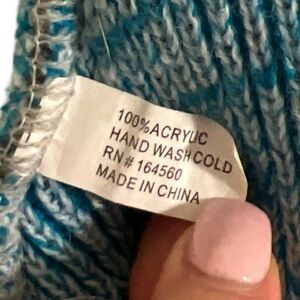 100% ACRYLIC
HAND WASH COLD
RN# 164560
MADE IN CHINA